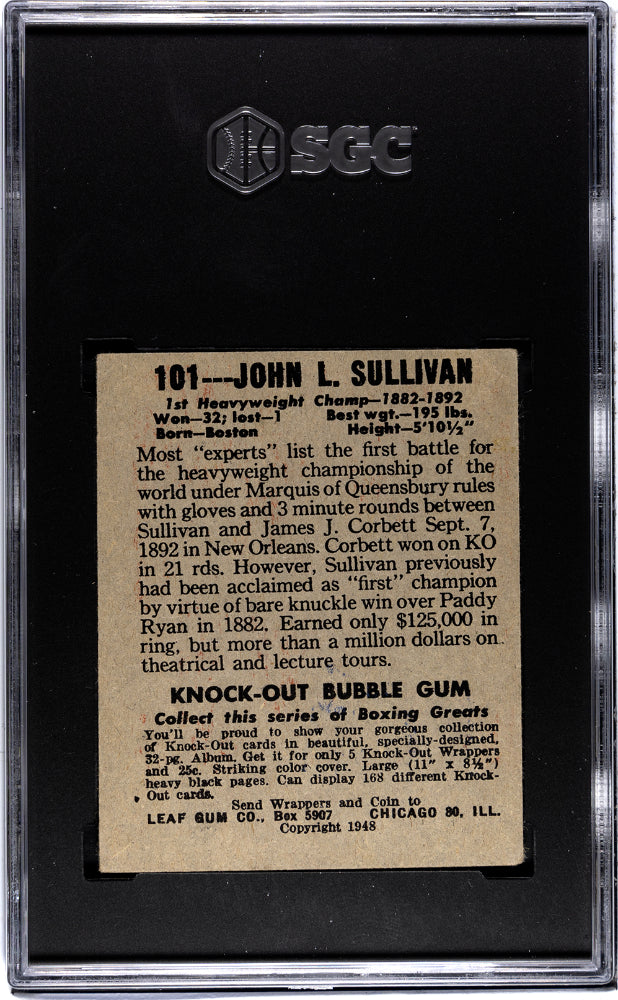 SGC
101---JOHN L. SULLIVAN
1st Heavyweight Champ—1882-1892
Won—32; lost—1 Best wgt.—195 lbs.
Born—Boston Height—5'10½"
Most "experts" list the first battle for
the heavyweight championship of the
world under Marquis of Queensbury rules
with gloves and 3 minute rounds between
Sullivan and James J. Corbett Sept. 7,
1892 in New Orleans. Corbett won on KO
in 21 rds. However, Sullivan previously
had been acclaimed as "first" champion
by virtue of bare knuckle win over Paddy
Ryan in 1882. Earned only $125,000 in
ring, but more than a million dollars on
theatrical and lecture tours.
KNOCK-OUT BUBBLE GUM
Collect this series of Boxing Greats
You'll be proud to show your gorgeous collection
of Knock-Out cards in beautiful, specially-designed,
32-pg. Album. Get it for only 5 Knock-Out Wrappers
and 25c. Striking color cover. Large (11" x 8½")
heavy black pages. Can display 168 different Knock-
Out cards.
Send Wrappers and Coin to
LEAF GUM CO., Box 5907 CHICAGO 80, ILL.
Copyright 1948